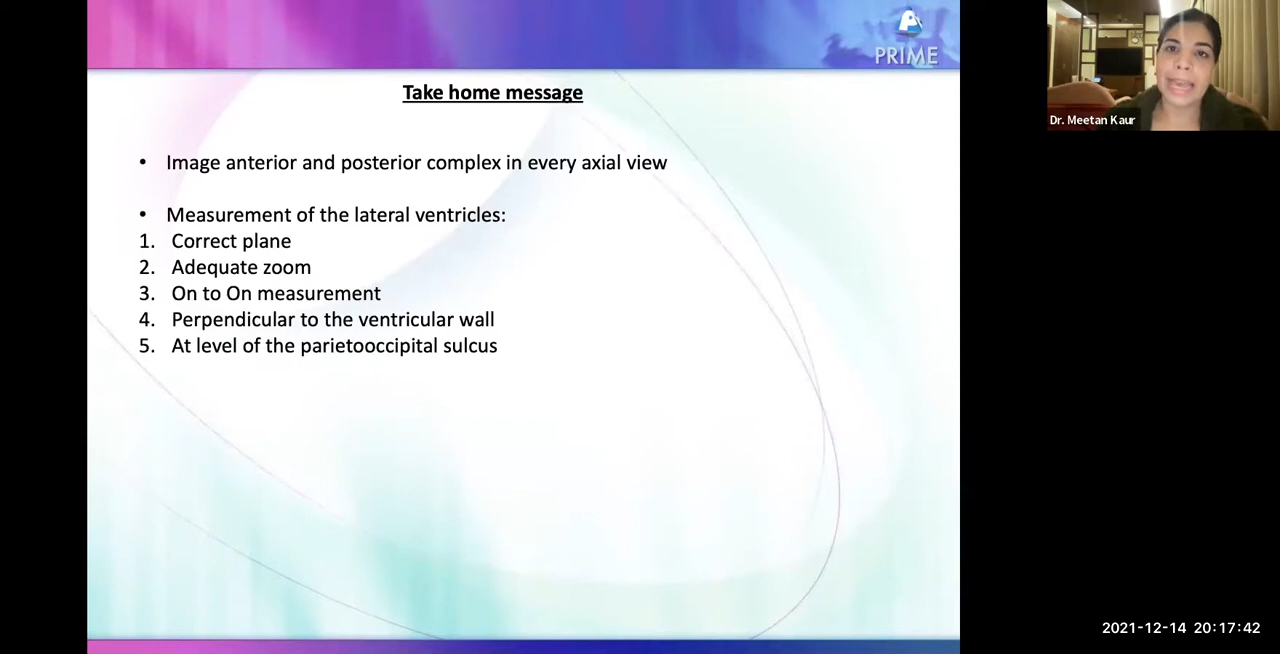 PRIME
Take home message
• Image anterior and posterior complex in every axial view
• Measurement of the lateral ventricles:
1. Correct plane
2. Adequate zoom
3. On to On measurement
4. Perpendicular to the ventricular wall
5. At level of the parietooccipital sulcus
Dr. Meetan Kaur
2021-12-14 20:17:42